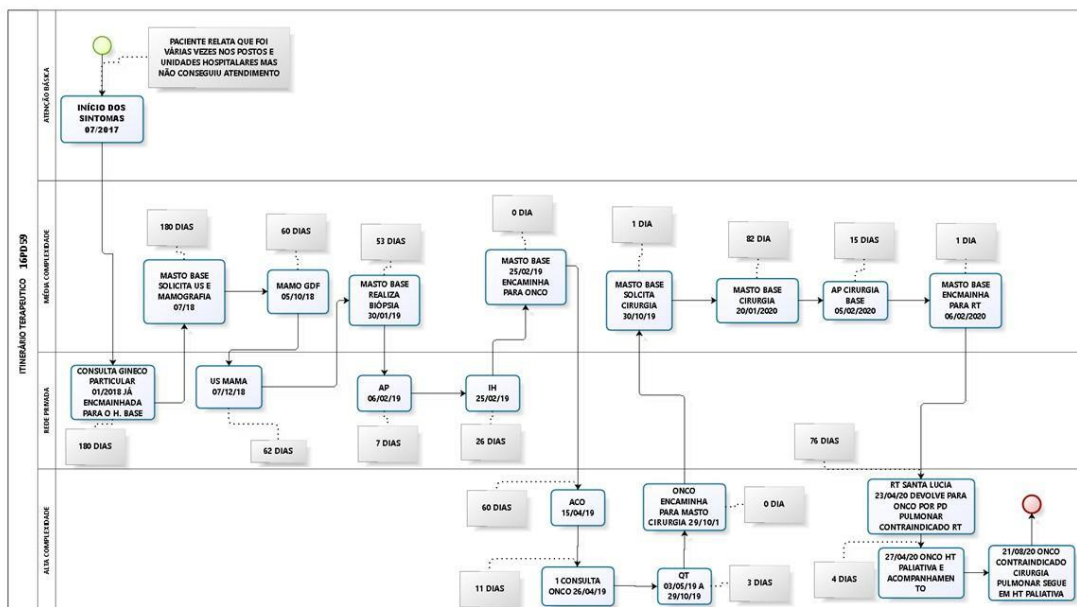 ITINERÁRIO TERAPEUTICO 16PD59
ATENÇÃO BÁSICA
PACIENTE RELATA QUE FOI
VÁRIAS VEZES NOS POSTOS E
UNIDADES HOSPITALARES MAS
NÃO CONSEGUIU ATENDIMENTO
INÍCIO DOS
SINTOMAS
07/2017
MÉDIA COMPLEXIDADE
180 DIAS
MASTO BASE
SOLICITA US E
MAMOGRAFIA
07/18
60 DIAS
MAMO GDF
05/10/18
53 DIAS
MASTO BASE
REALIZA
BIÓPSIA
30/01/19
0 DIA
MASTO BASE
25/02/19
ENCAMINHA
PARA ONCO
1 DIA
MASTO BASE
SOLCITA
CIRURGIA
30/10/19
82 DIA
MASTO BASE
CIRURGIA
20/01/2020
15 DIAS
AP CIRURGIA
BASE
05/02/2020
1 DIA
MASTO BASE
ENCMAINHA
PARA RT
06/02/2020
REDE PRIVADA
CONSULTA GINECO
PARTICULAR
01/2018 JÁ
ENCMAINHADA
PARA O H. BASE
180 DIAS
US MAMA
07/12/18
62 DIAS
AP
06/02/19
7 DIAS
IH
25/02/19
26 DIAS
76 DIAS
ALTA COMPLEXIDADE
60 DIAS
ACO
15/04/19
11 DIAS
1 CONSULTA
ONCO 26/04/19
ONCO
ENCAMINHA
PARA MASTO
CIRURGIA 29/10/1
0 DIA
QT
03/05/19 A
29/10/19
3 DIAS
RT SANTA LUCIA
23/04/20 DEVOLVE PARA
ONCO POR PD
PULMONAR
CONTRAINDICADO RT
4 DIAS
27/04/20 ONCO HT
PALIATIVA E
ACOMPANHAMEN
TO
21/08/20 ONCO
CONTRAINDICADO
CIRURGIA
PULMONAR SEGUE
EM HT PALIATIVA